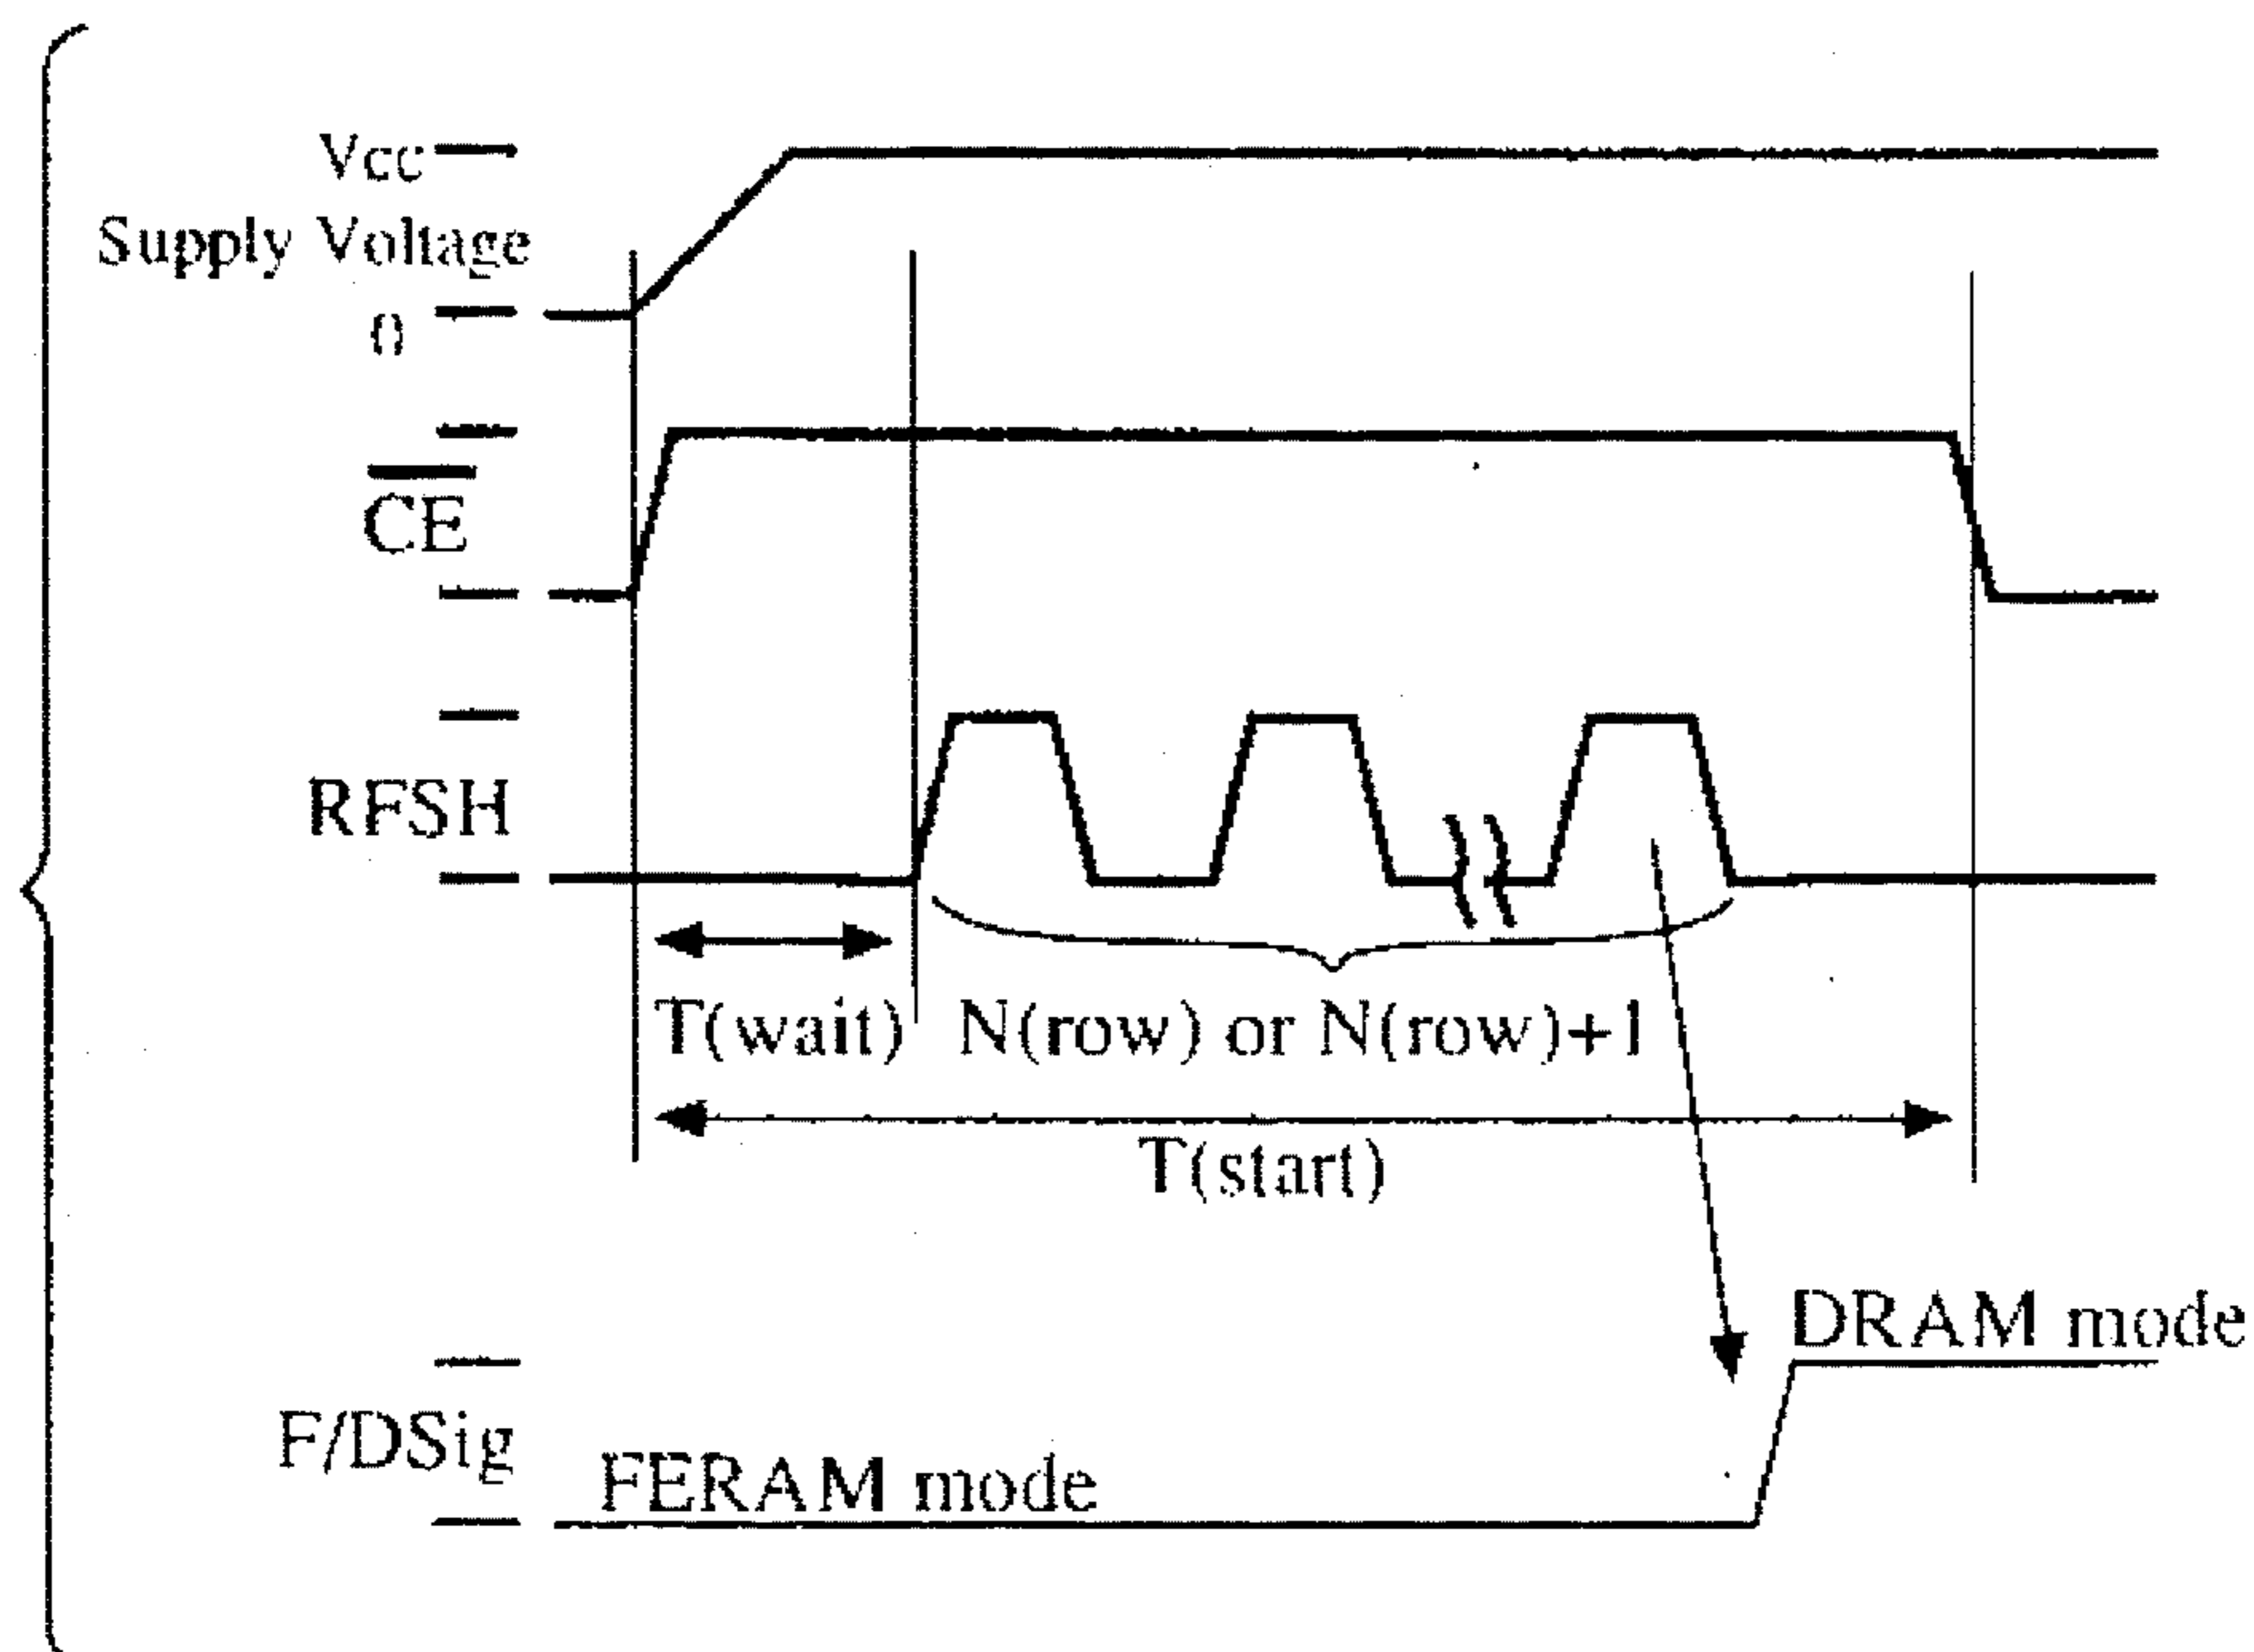 Vcc
Supply Voltage
0
CE
RFSH
T(wait) N(row) or N(row)+1
T(start)
DRAM mode
F/DSig
FERAM mode